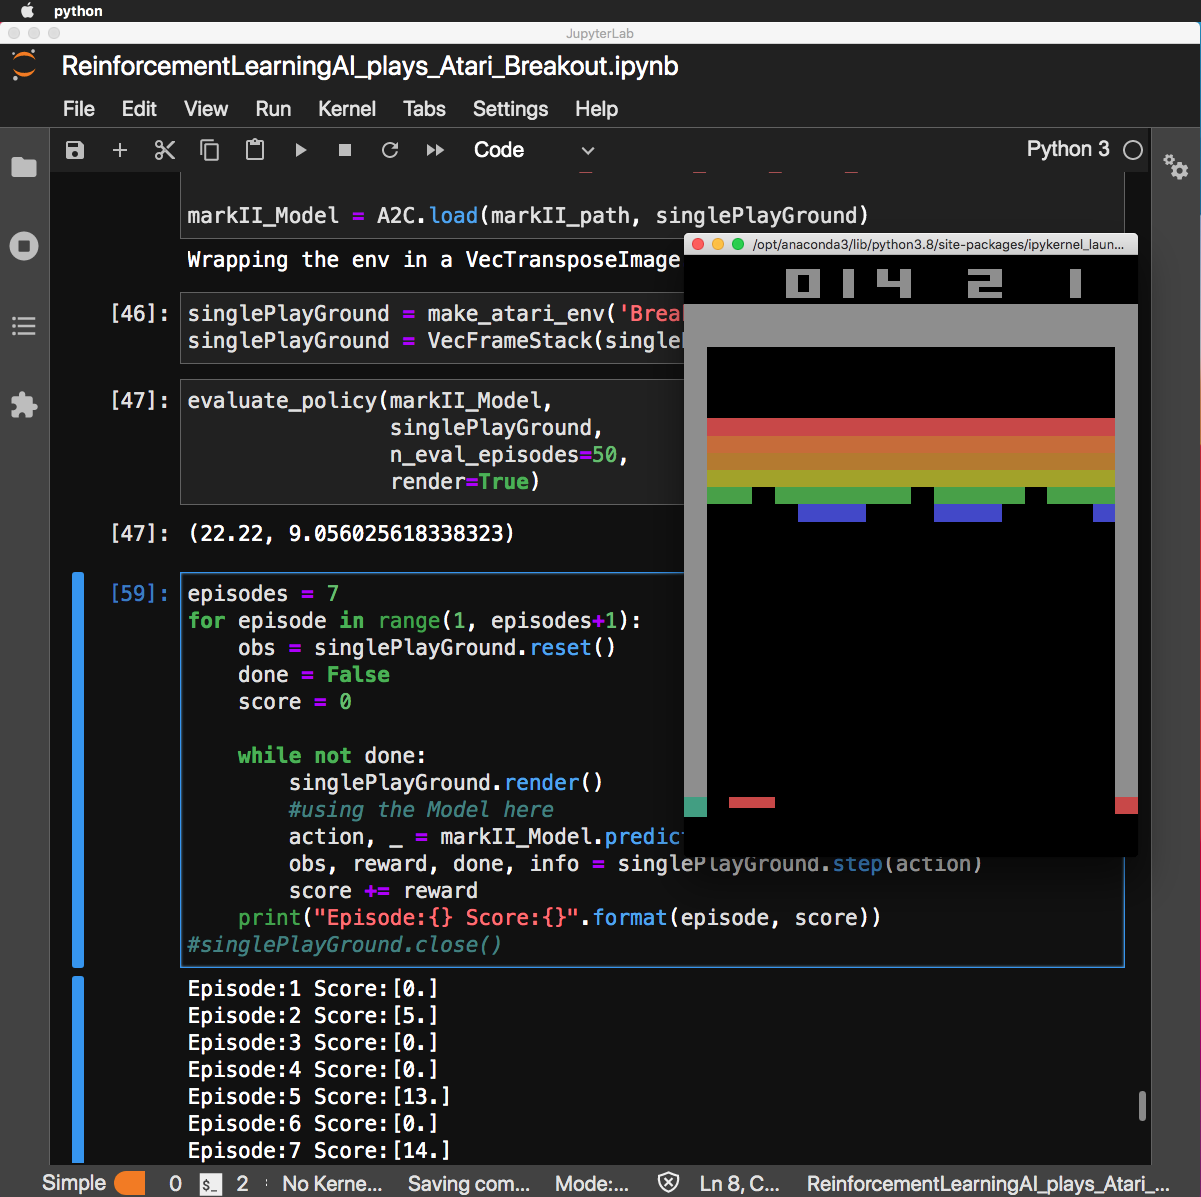 python
JupyterLab
ReinforcementLearningAI_plays_Atari_Breakout.ipynb
File Edit View Run Kernel Tabs Settings Help
Code
Python 3
markII_Model = A2C.load(markII_path, singlePlayGround)
Wrapping the env in a VecTransposeImage
/opt/anaconda3/lib/python3.8/site-packages/ipykernel_laun...
014 2 1
[46]: singlePlayGround = make_atari_env('Brea
singlePlayGround = VecFrameStack(single
[47]: evaluate_policy(markII_Model,
singlePlayGround,
n_eval_episodes=50,
render=True)
[47]: (22.22, 9.056025618338323)
[59]: episodes = 7
for episode in range(1, episodes+1):
obs = singlePlayGround.reset()
done = False
score = 0
while not done:
singlePlayGround.render()
#using the Model here
action, _ = markII_Model.predict
obs, reward, done, info = singlePlayGround.step(action)
score += reward
print("Episode:{} Score:{}".format(episode, score))
#singlePlayGround.close()
Episode:1 Score:[0.]
Episode:2 Score:[5.]
Episode:3 Score:[0.]
Episode:4 Score:[0.]
Episode:5 Score:[13.]
Episode:6 Score:[0.]
Episode:7 Score:[14.]
Simple 0 $_ 2 No Kerne... Saving com... Mode:... Ln 8, C... ReinforcementLearningAI_plays_Atari_...